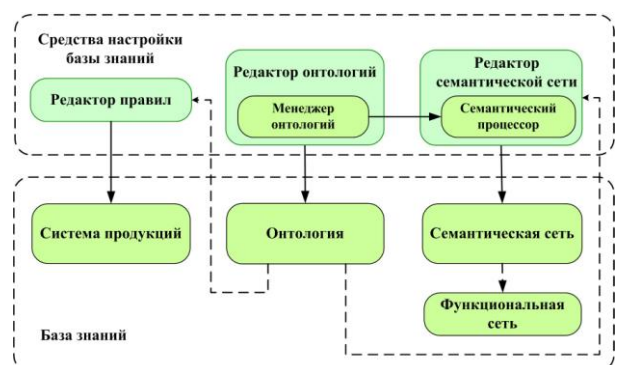 Средства настройки
базы знаний
Редактор правил
Редактор онтологий
Менеджер
онтологий
Редактор
семантической сети
Семантический
процессор
Система продукций
Онтология
Семантическая сеть
Функциональная
сеть
База знаний